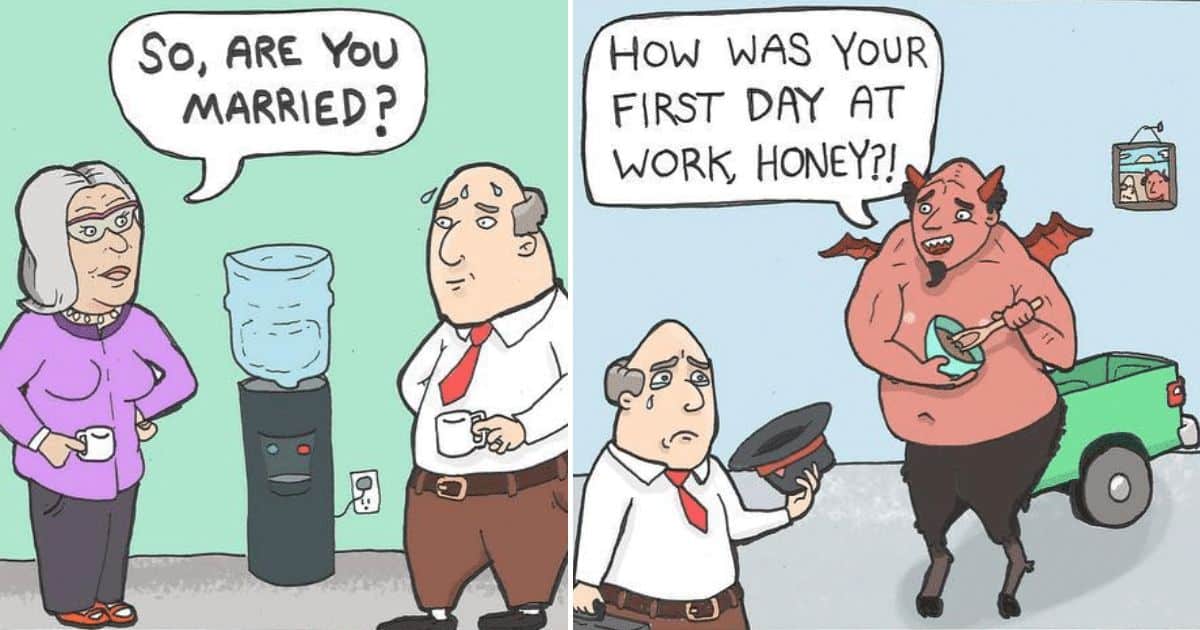 SO, ARE YOU
MARRIED?
HOW WAS YOUR
FIRST DAY AT
WORK, HONEY?!